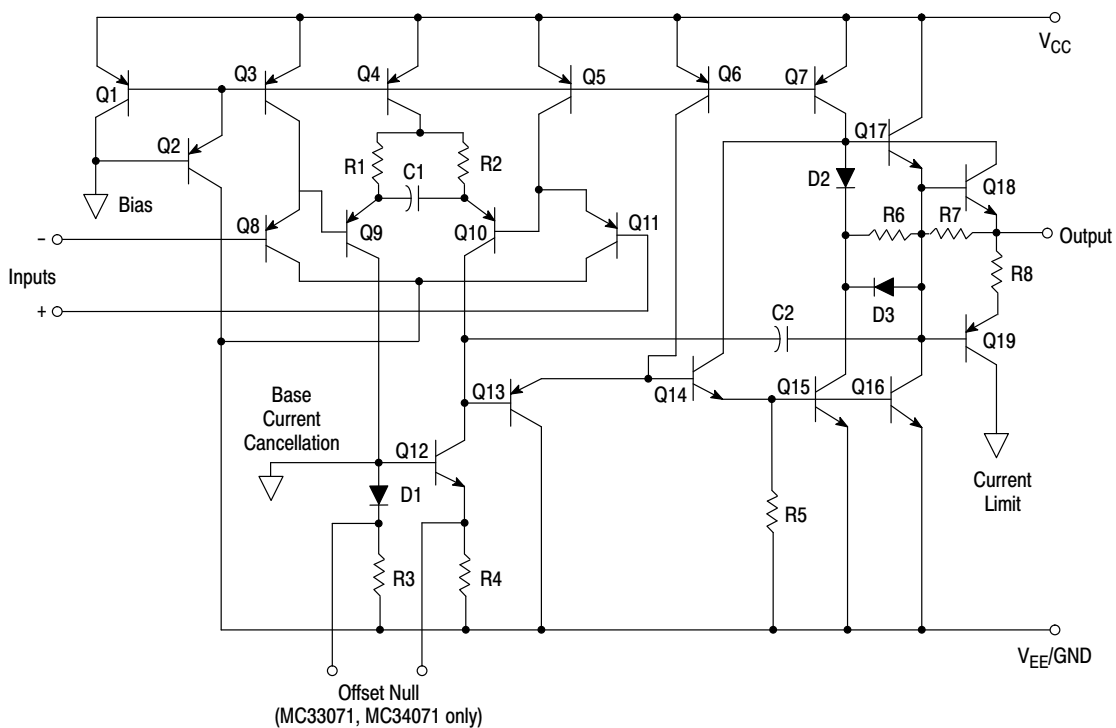 V_CC
Q1
Q3
Q4
Q5
Q6
Q7
Q2
R1
C1
R2
Q17
D2
Q18
Bias
Q8
Q9
Q10
Q11
R6
R7
Output
−
Inputs
+
D3
R8
C2
Q19
Q13
Q14
Q15
Q16
Base
Current
Cancellation
Q12
D1
Current
Limit
R5
R3
R4
V_EE/GND
Offset Null
(MC33071, MC34071 only)